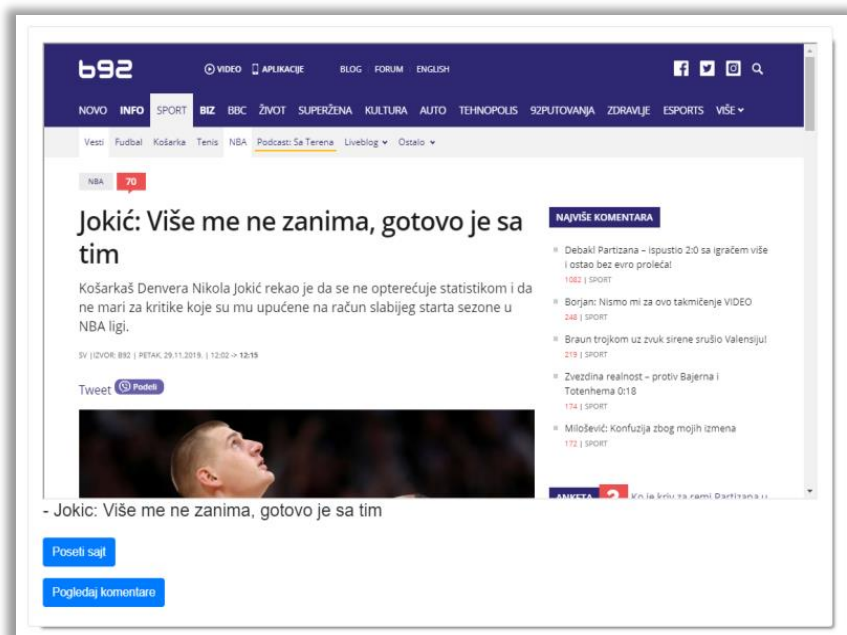 b92
VIDEO APLIKACIJE BLOG FORUM ENGLISH
NOVO INFO SPORT BIZ BBC ŽIVOT SUPERŽENA KULTURA AUTO TEHNOPOLIS 92PUTOVANJA ZDRAVLJE ESPORTS VIŠE
Vesti Fudbal Košarka Tenis NBA Podcast: Sa Terena Liveblog Ostalo
NBA 70
Jokić: Više me ne zanima, gotovo je sa
tim
Košarkaš Denvera Nikola Jokić rekao je da se ne opterećuje statistikom i da
ne mari za kritike koje su mu upućene na račun slabijeg starta sezone u
NBA ligi.
SV | IZVOR: B92 | PETAK, 29.11.2019. | 12:02 -> 12:15
Tweet Podeli
NAJVIŠE KOMENTARA
Debakl Partizana – ispustio 2:0 sa igračem više
i ostao bez evro proleća!
1082 | SPORT
Borjan: Nismo mi za ovo takmičenje VIDEO
248 | SPORT
Braun trojkom uz zvuk sirene srušio Valensiju!
219 | SPORT
Zvezdina realnost – protiv Bajerna i
Totenhema 0:18
174 | SPORT
Milošević: Konfuzija zbog mojih izmena
172 | SPORT
ANKETA ? Ko je kriv za remi Partizana u
- Jokic: Više me ne zanima, gotovo je sa tim
Poseti sajt
Pogledaj komentare